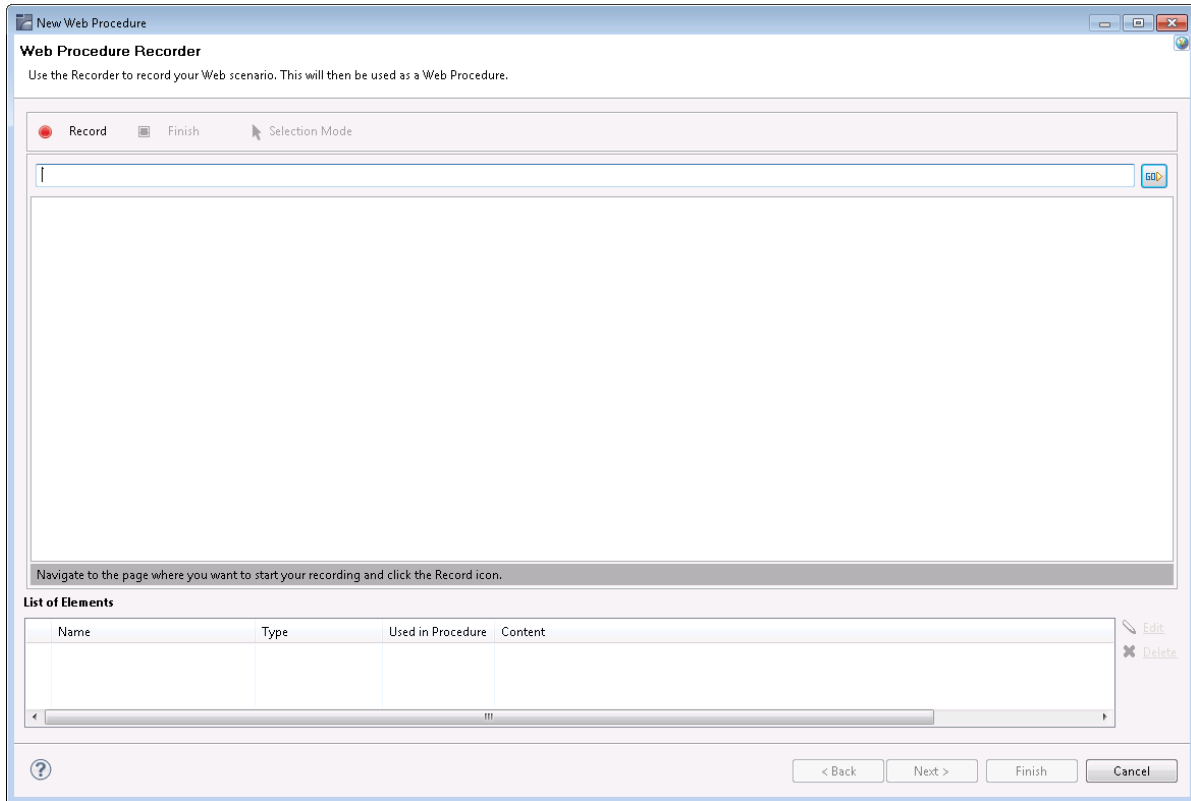 New Web Procedure
Web Procedure Recorder
Use the Recorder to record your Web scenario. This will then be used as a Web Procedure.
Record Finish Selection Mode
GO
Navigate to the page where you want to start your recording and click the Record icon.
List of Elements
Name Type Used in Procedure Content
Edit
Delete
< Back Next > Finish Cancel